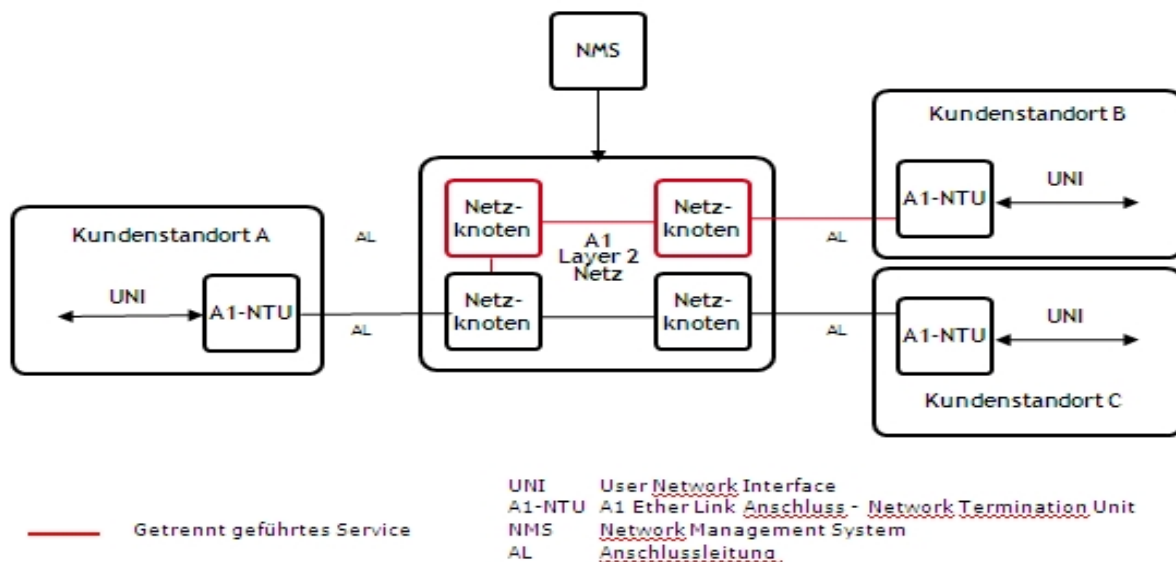 NMS
Kundenstandort B
A1-NTU
UNI
Netz-
knoten
Netz-
knoten
A1
Layer 2
Netz
AL
AL
Kundenstandort A
UNI
A1-NTU
AL
Netz-
knoten
Netz-
knoten
AL
A1-NTU
UNI
Kundenstandort C
Getrennt geführtes Service
UNI User Network Interface
A1-NTU A1 Ether Link Anschluss - Network Termination Unit
NMS Network Management System
AL Anschlussleitung